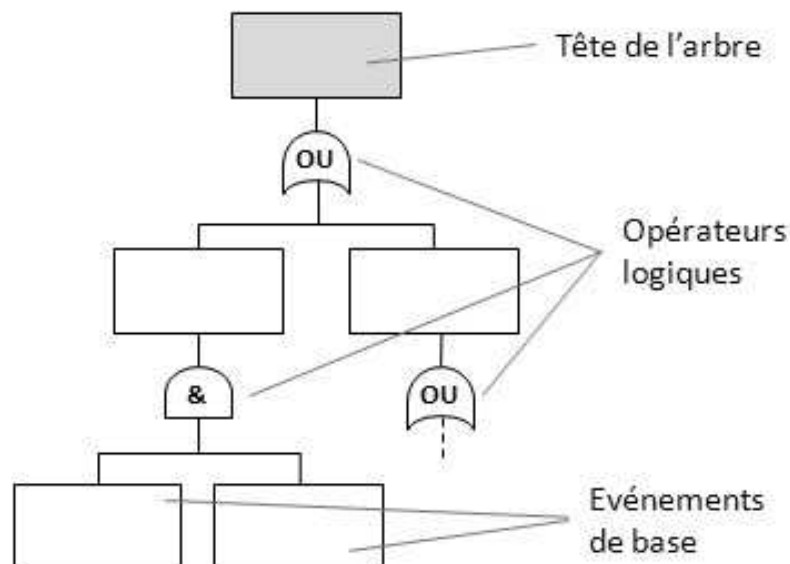 Tête de l'arbre
OU
Opérateurs
logiques
&
OU
Evénements
de base